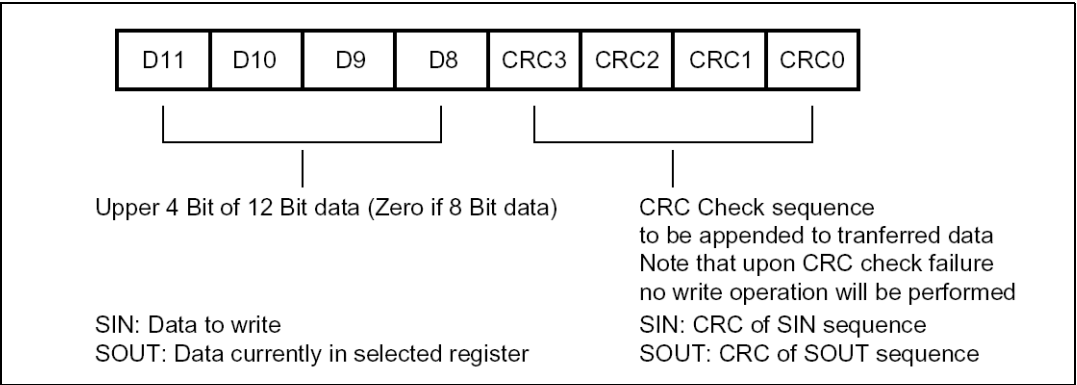 D11 D10 D9 D8 CRC3 CRC2 CRC1 CRC0
Upper 4 Bit of 12 Bit data (Zero if 8 Bit data)
SIN: Data to write
SOUT: Data currently in selected register
CRC Check sequence
to be appended to tranferred data
Note that upon CRC check failure
no write operation will be performed
SIN: CRC of SIN sequence
SOUT: CRC of SOUT sequence